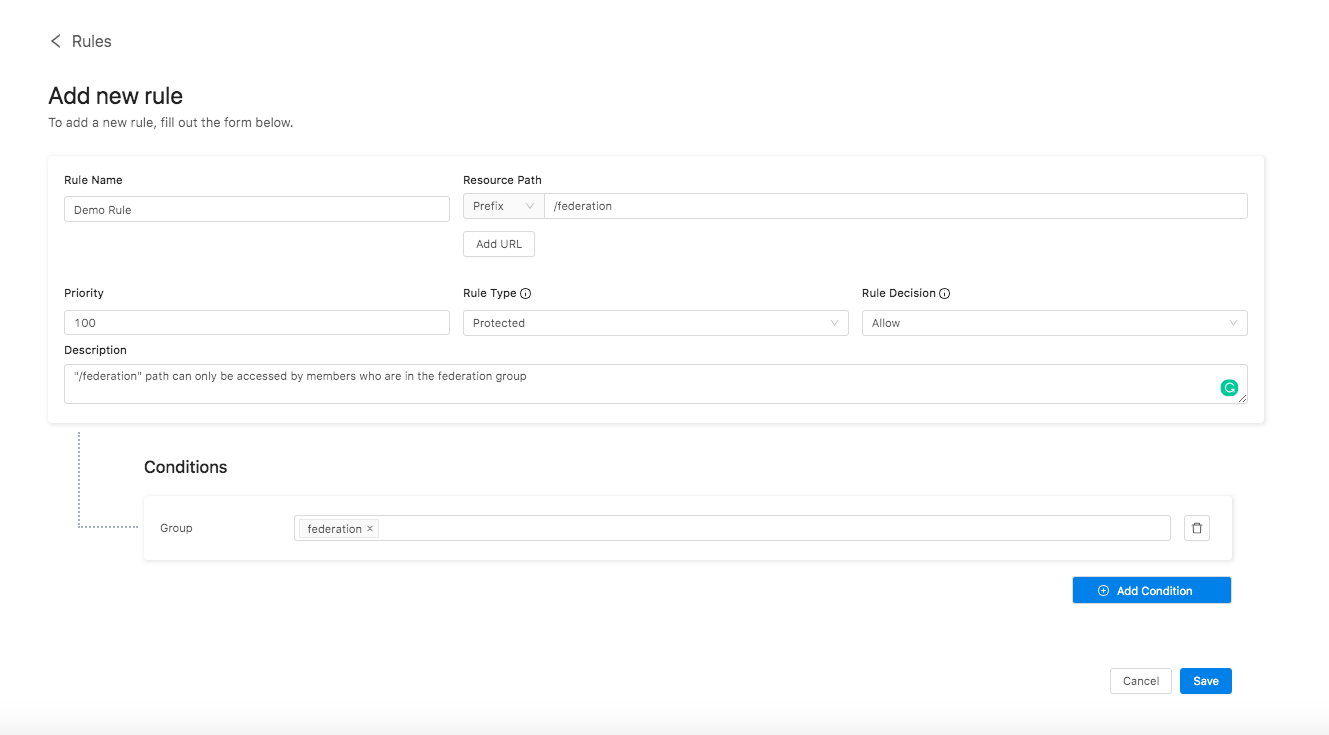 Rules
Add new rule
To add a new rule, fill out the form below.
Rule Name
Resource Path
Demo Rule
Prefix
/federation
Add URL
Priority
Rule Type
Rule Decision
100
Protected
Allow
Description
"/federation" path can only be accessed by members who are in the federation group
Conditions
Group
federation ×
Add Condition
Cancel
Save